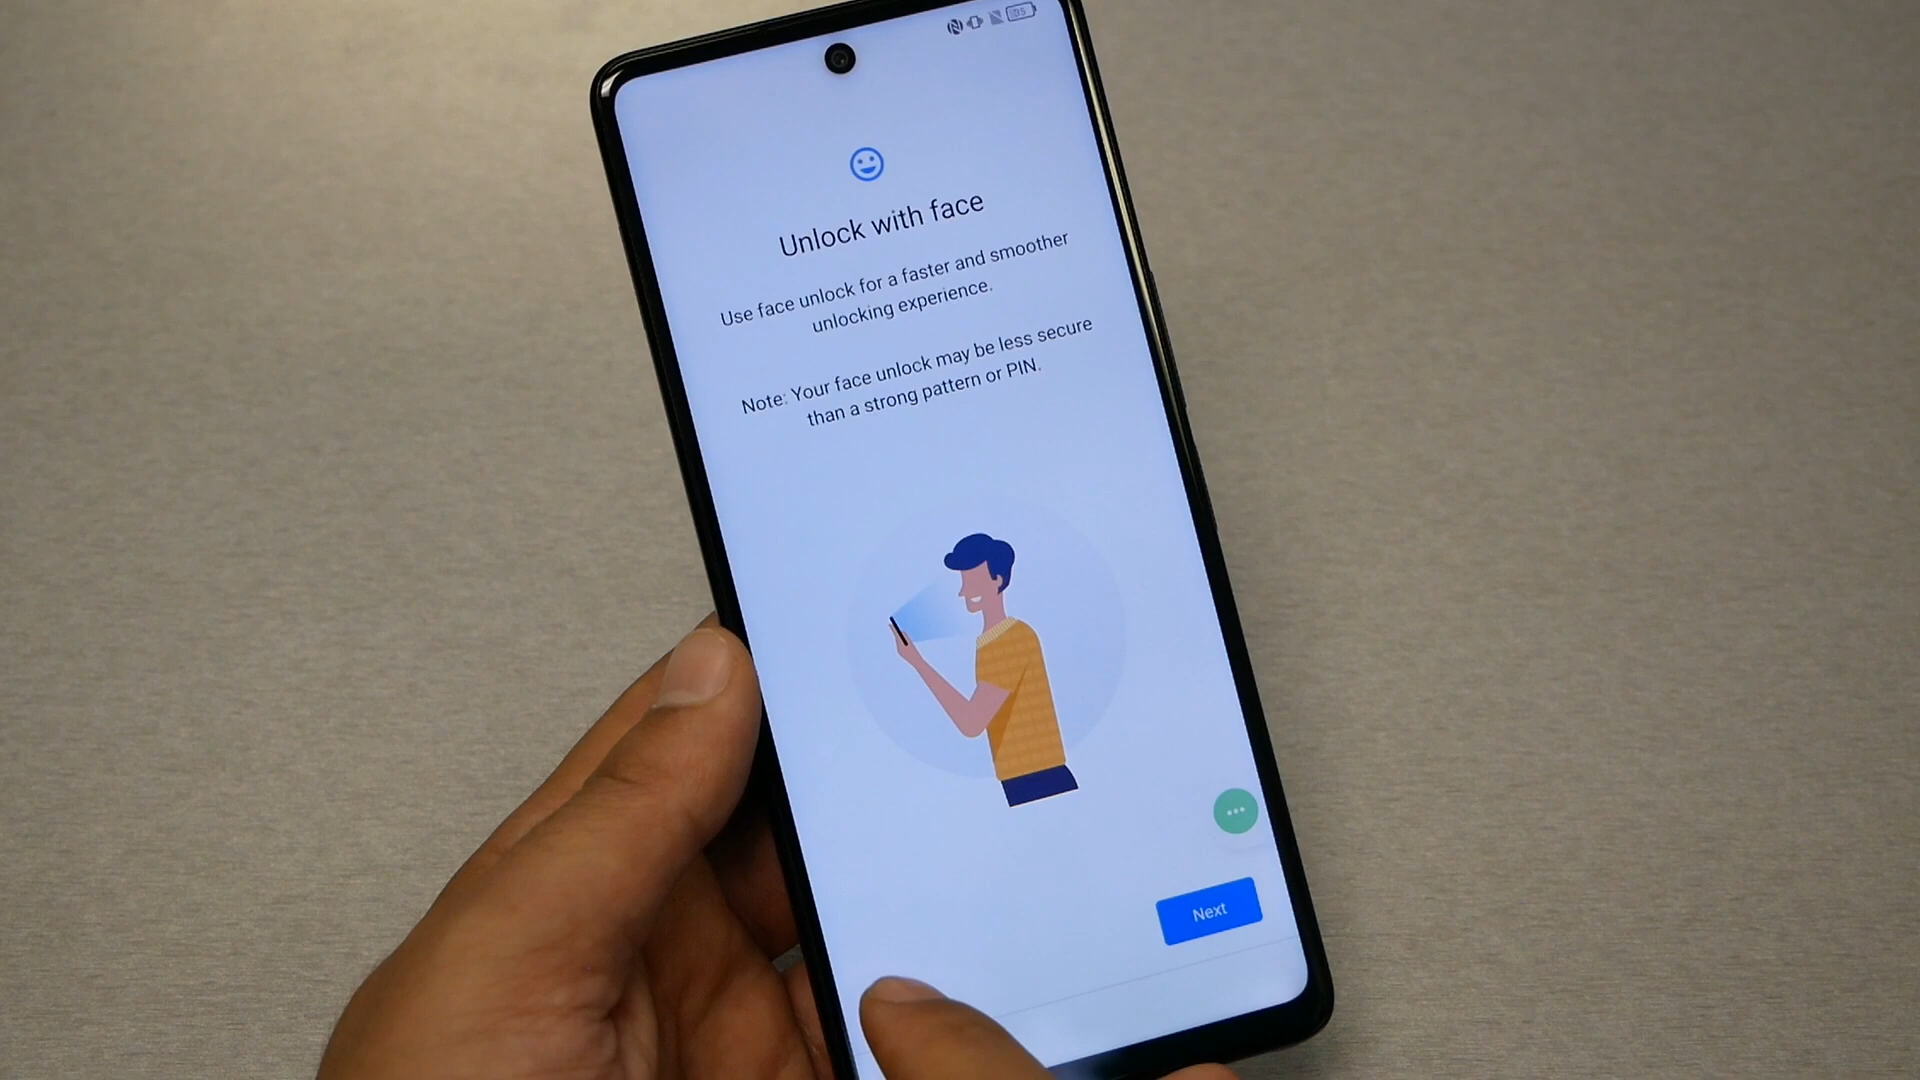 Unlock with face
Use face unlock for a faster and smoother
unlocking experience.
Note: Your face unlock may be less secure
than a strong pattern or PIN.
Next